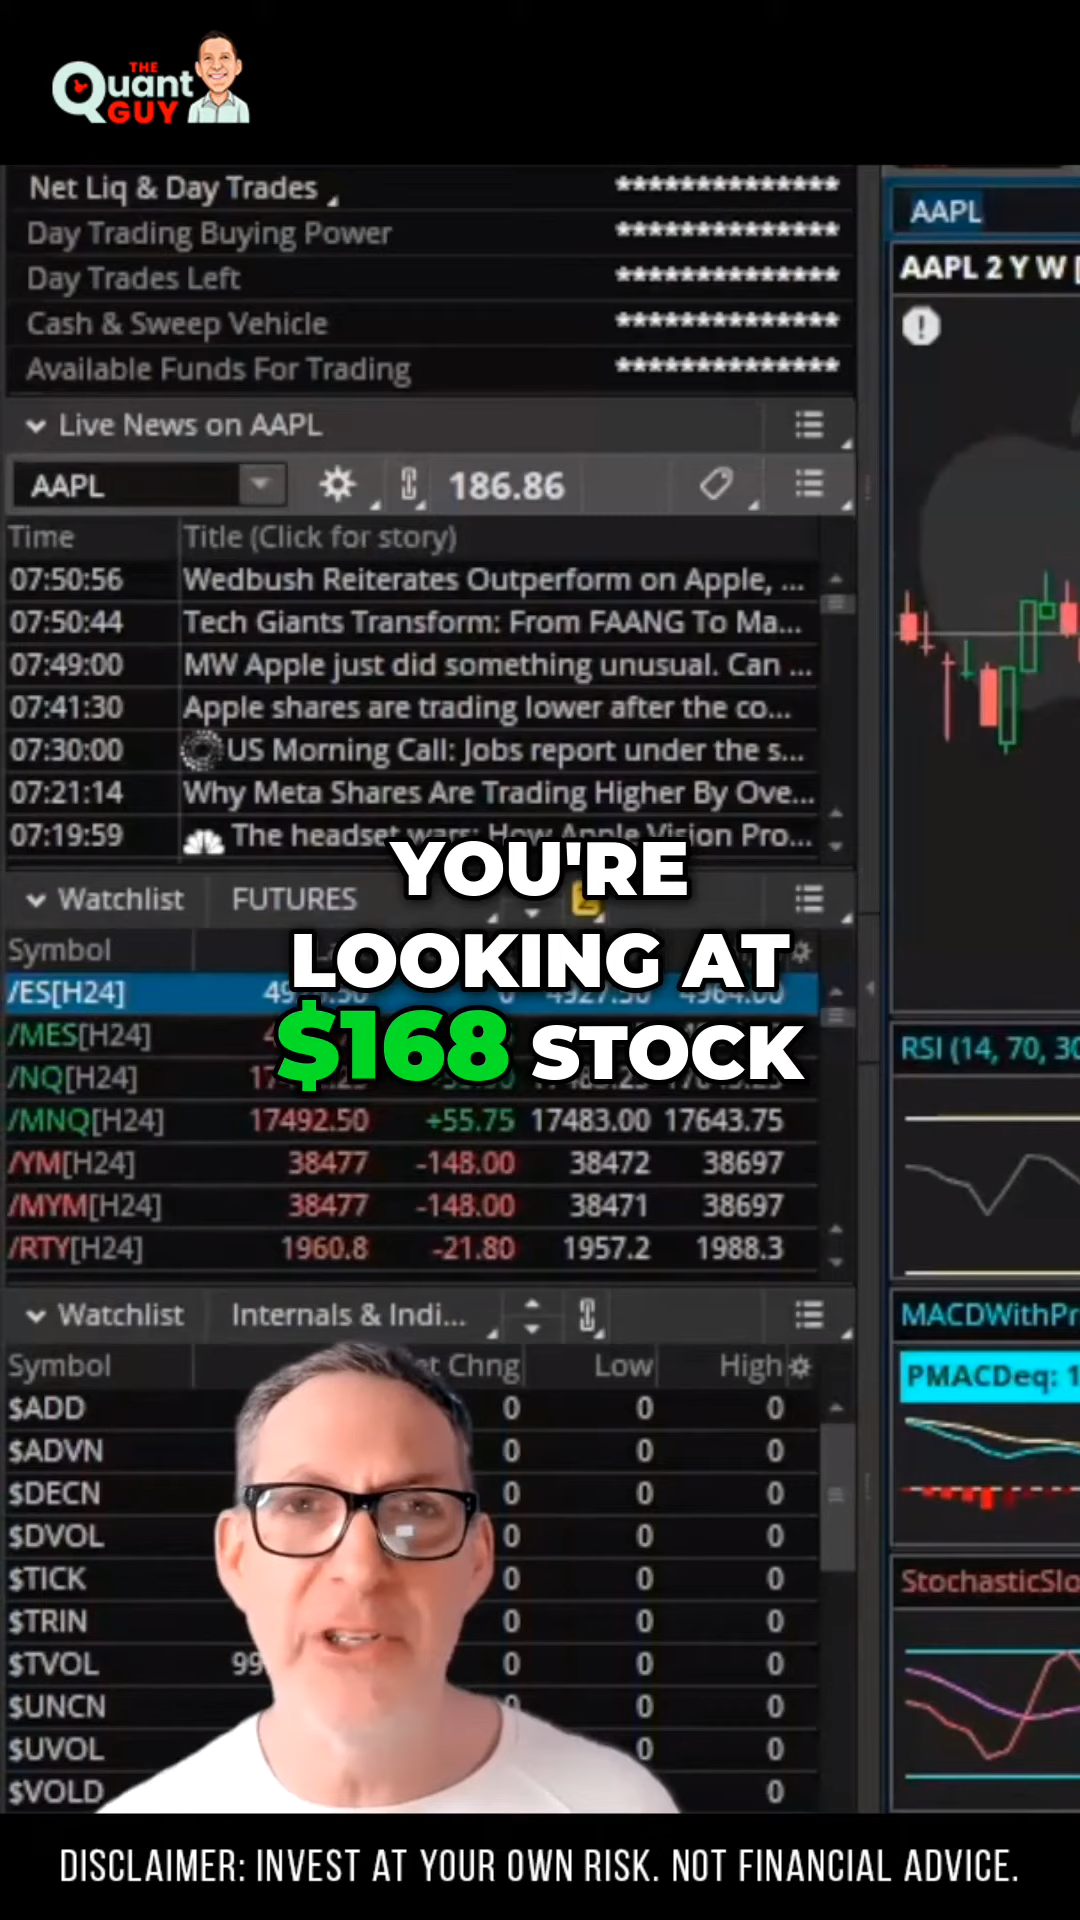 THE
Quant
GUY
Net Liq & Day Trades **************
Day Trading Buying Power **************
Day Trades Left **************
Cash & Sweep Vehicle **************
Available Funds For Trading **************
Live News on AAPL
AAPL 186.86
Time Title (Click for story)
07:50:56 Wedbush Reiterates Outperform on Apple, ...
07:50:44 Tech Giants Transform: From FAANG To Ma...
07:49:00 MW Apple just did something unusual. Can ...
07:41:30 Apple shares are trading lower after the co...
07:30:00 US Morning Call: Jobs report under the s...
07:21:14 Why Meta Shares Are Trading Higher By Ove...
07:19:59 The headset wars: How Apple Vision Pro...
AAPL
AAPL 2 Y W
YOU'RE
LOOKING AT
$168 STOCK
Watchlist FUTURES
Symbol
/ES[H24]
/MES[H24]
/NQ[H24]
/MNQ[H24] 17492.50 +55.75 17483.00 17643.75
/YM[H24] 38477 -148.00 38472 38697
/MYM[H24] 38477 -148.00 38471 38697
/RTY[H24] 1960.8 -21.80 1957.2 1988.3
RSI (14, 70, 30
Watchlist Internals & Indi...
Symbol et Chng Low High
$ADD 0 0 0
$ADVN 0 0 0
$DECN 0 0 0
$DVOL 0 0 0
$TICK 0 0 0
$TRIN 0 0 0
$TVOL 99 0 0 0
$UNCN 0 0 0
$UVOL 0 0
$VOLD 0
MACDWithPr
PMACDeq: 1
StochasticSlo
DISCLAIMER: INVEST AT YOUR OWN RISK. NOT FINANCIAL ADVICE.